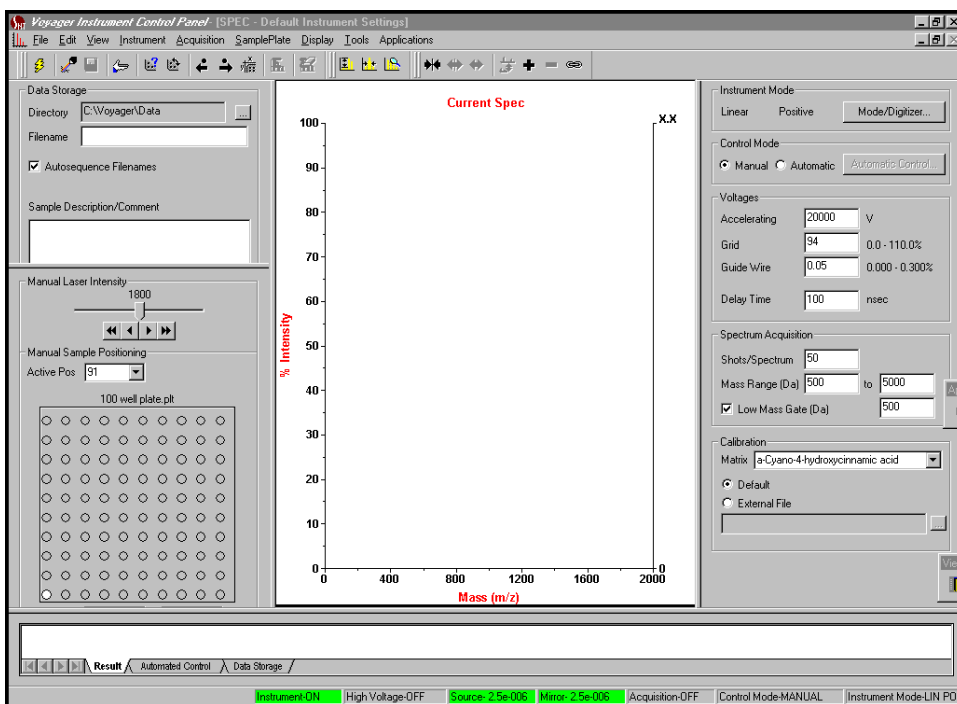 Voyager Instrument Control Panel - [SPEC - Default Instrument Settings]
File Edit View Instrument Acquisition SamplePlate Display Tools Applications
Data Storage
Directory C:\Voyager\Data ...
Filename
Autosequence Filenames
Sample Description/Comment
Manual Laser Intensity
1800
Manual Sample Positioning
Active Pos 91
100 well plate.plt
Current Spec
X.X
100
90
80
70
60
50
40
30
20
10
0
0
% Intensity
0 400 800 1200 1600 2000
Mass (m/z)
Instrument Mode
Linear Positive Mode/Digitizer...
Control Mode
Manual Automatic Automatic Control...
Voltages
Accelerating 20000 V
Grid 94 0.0 - 110.0%
Guide Wire 0.05 0.000 - 0.300%
Delay Time 100 nsec
Spectrum Acquisition
Shots/Spectrum 50
Mass Range (Da) 500 to 5000
Low Mass Gate (Da) 500
Calibration
Matrix a-Cyano-4-hydroxycinnamic acid
Default
External File
...
Result Automated Control Data Storage
Instrument-ON High Voltage-OFF Source- 2.5e-006 Mirror- 2.5e-006 Acquisition-OFF Control Mode-MANUAL Instrument Mode-LIN PO